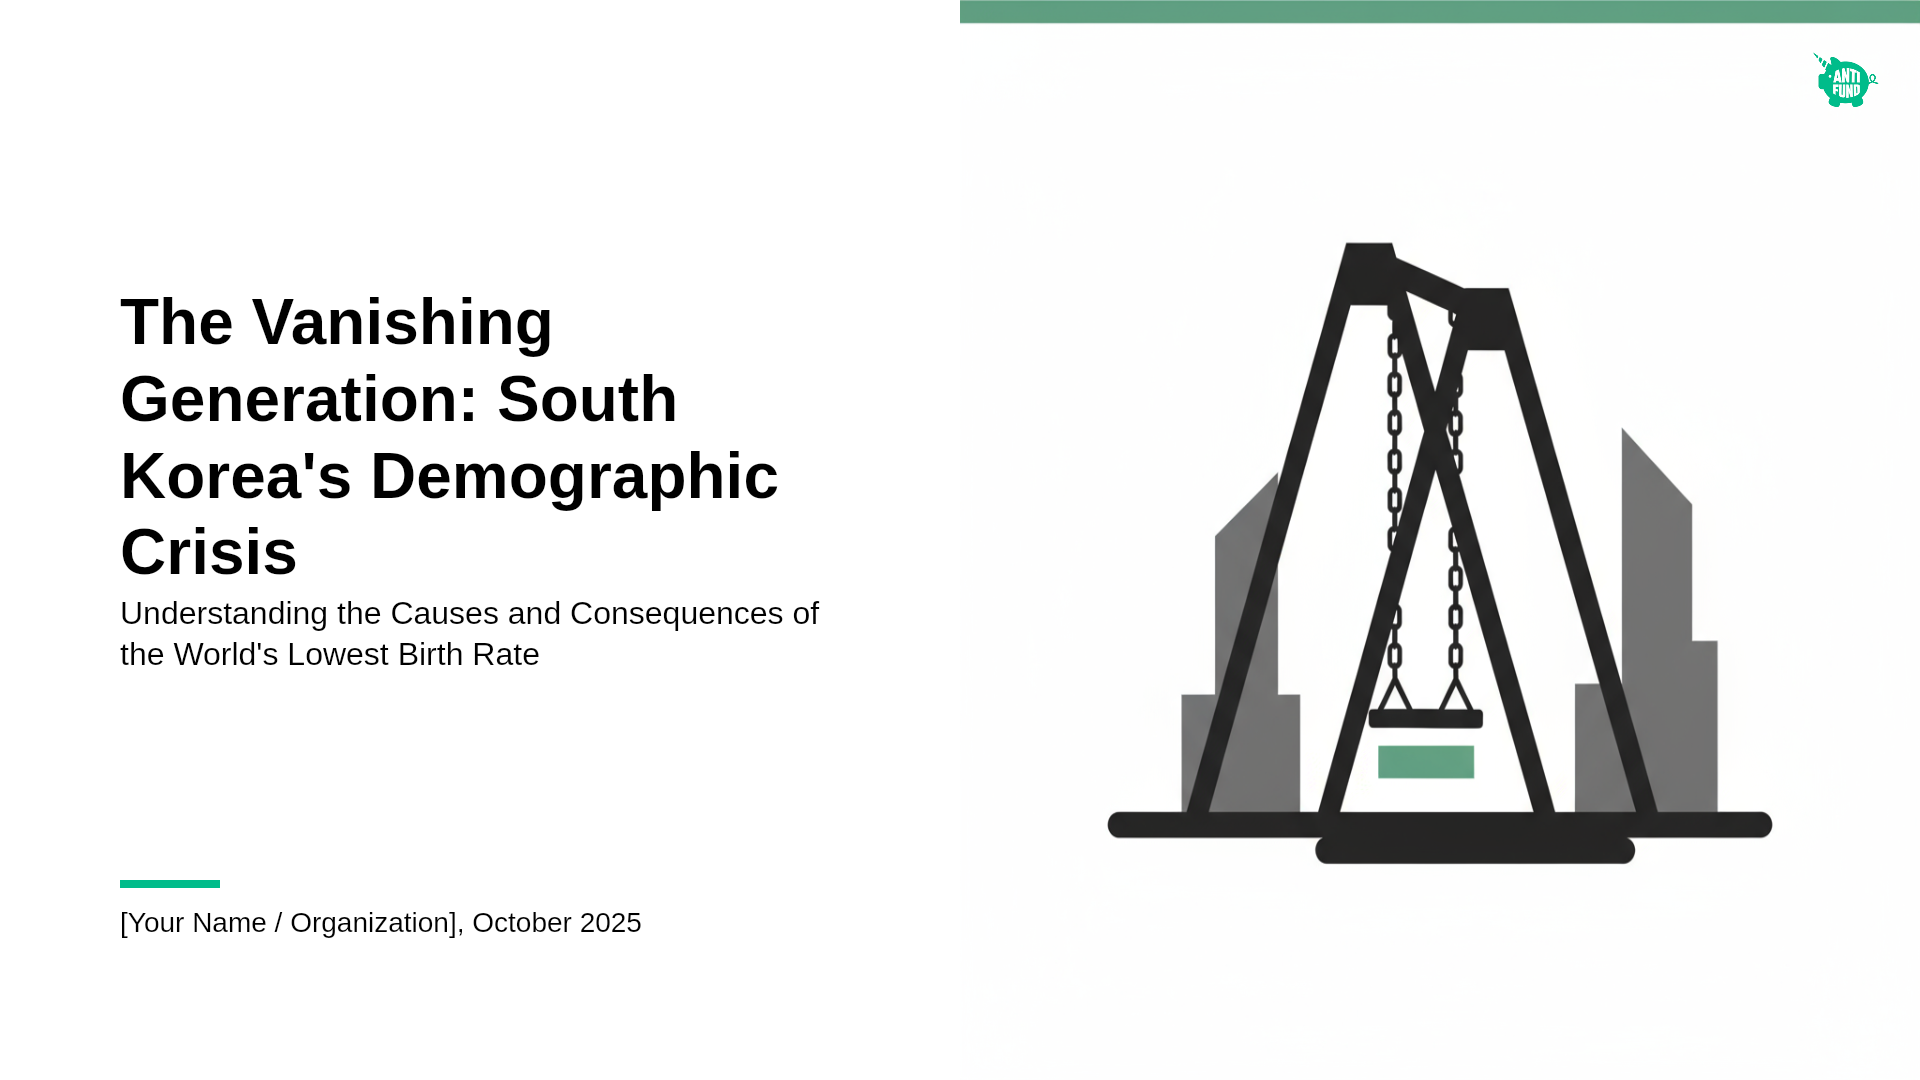 The Vanishing
Generation: South
Korea's Demographic
Crisis
Understanding the Causes and Consequences of
the World's Lowest Birth Rate
[Your Name / Organization], October 2025
ANTI
FUND